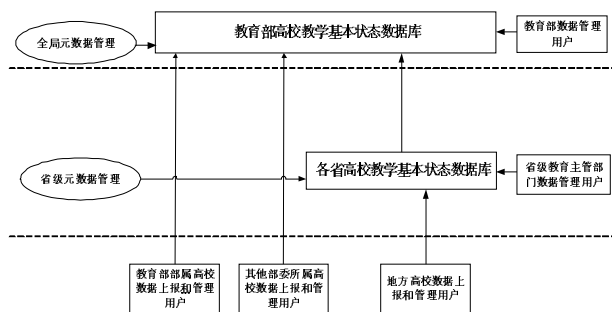 教育部高校教学基本状态数据库
全局元数据管理
教育部数据管理
用户
各省高校教学基本状态数据库
省级元数据管理
省级教育主管部
门数据管理用户
教育部部属高校
数据上报和管理
用户
其他部委所属高
校数据上报和管
理用户
地方高校数据上
报和管理用户